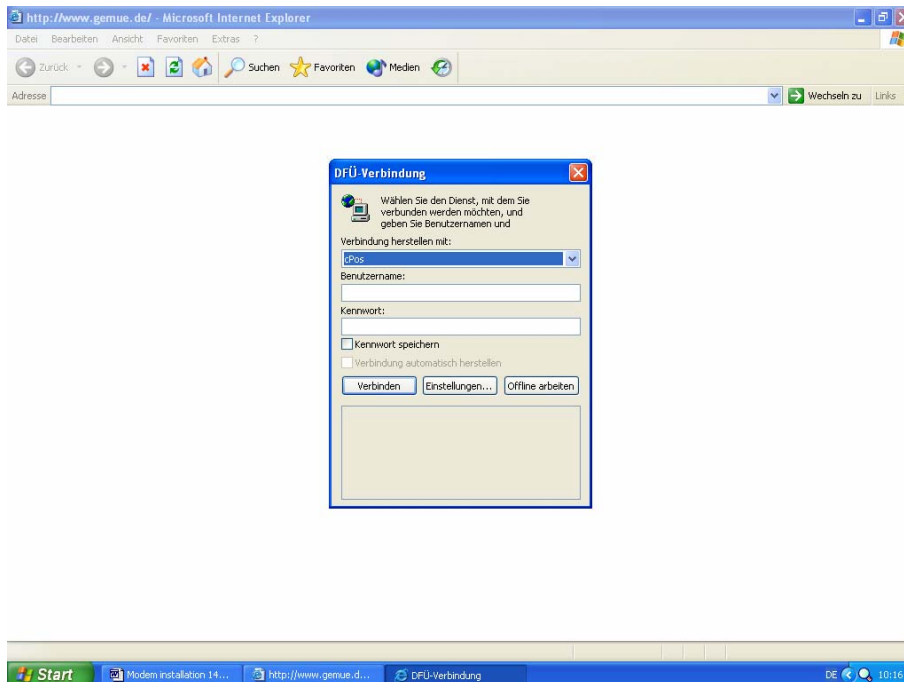 http://www.gemue.de/ - Microsoft Internet Explorer
Datei Bearbeiten Ansicht Favoriten Extras ?
Zurück Suchen Favoriten Medien
Adresse Wechseln zu Links
DFÜ-Verbindung
Wählen Sie den Dienst, mit dem Sie
verbunden werden möchten, und
geben Sie Benutzernamen und
Verbindung herstellen mit:
cPos
Benutzername:
Kennwort:
Kennwort speichern
Verbindung automatisch herstellen
Verbinden Einstellungen... Offline arbeiten
Start Modem installation 14... http://www.gemue.d... DFÜ-Verbindung DE 10:16